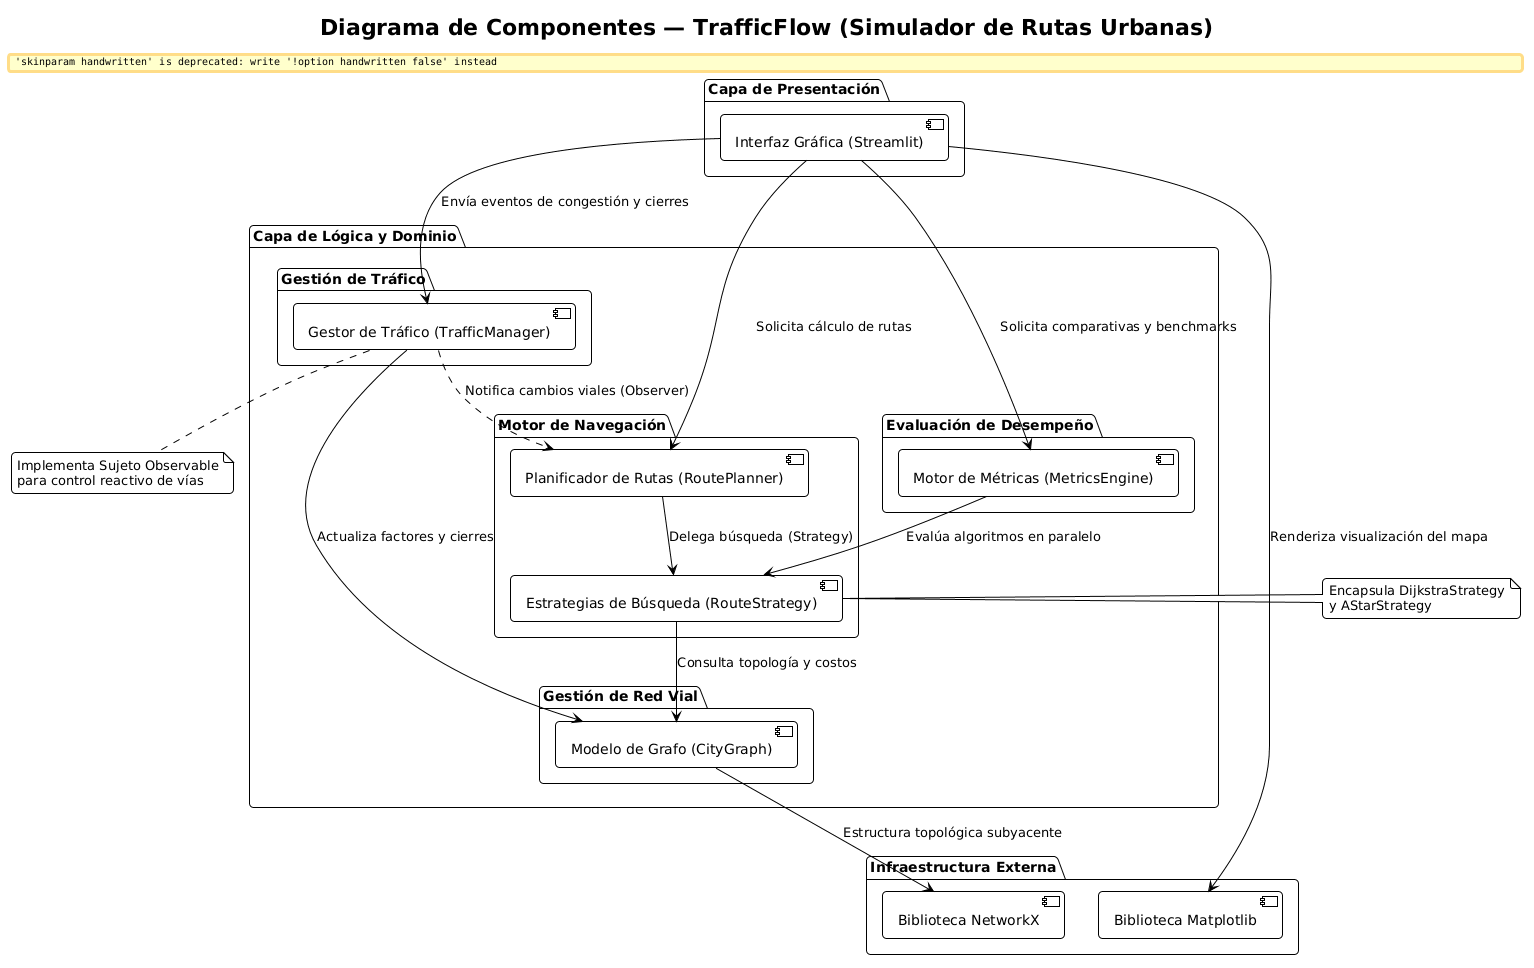 Diagrama de Componentes — TrafficFlow (Simulador de Rutas Urbanas)
'skinparam handwritten' is deprecated: write '!option handwritten false' instead
Capa de Presentación
Interfaz Gráfica (Streamlit)
Envía eventos de congestión y cierres
Capa de Lógica y Dominio
Gestión de Tráfico
Gestor de Tráfico (TrafficManager)
Solicita cálculo de rutas
Solicita comparativas y benchmarks
Notifica cambios viales (Observer)
Motor de Navegación
Evaluación de Desempeño
Implementa Sujeto Observable
para control reactivo de vías
Planificador de Rutas (RoutePlanner)
Motor de Métricas (MetricsEngine)
Actualiza factores y cierres
Delega búsqueda (Strategy)
Evalúa algoritmos en paralelo
Renderiza visualización del mapa
Estrategias de Búsqueda (RouteStrategy)
Encapsula DijkstraStrategy
y AStarStrategy
Consulta topología y costos
Gestión de Red Vial
Modelo de Grafo (CityGraph)
Estructura topológica subyacente
Infraestructura Externa
Biblioteca NetworkX
Biblioteca Matplotlib